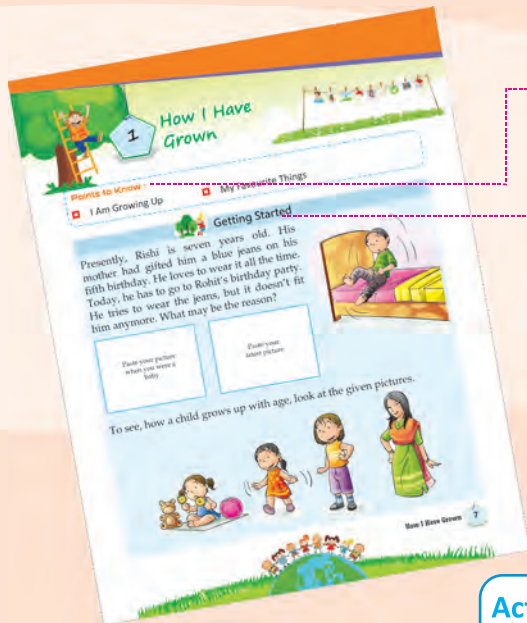 1
How I Have
Grown
Points to Know :
I Am Growing Up
My Favourite Things
Getting Started
Presently, Rishi is seven years old. His
mother had gifted him a blue jeans on his
fifth birthday. He loves to wear it all the time.
Today, he has to go to Rohit's birthday party.
He tries to wear the jeans, but it doesn't fit
him anymore. What may be the reason?
Paste your picture
when you were a
baby
Paste your
latest picture
To see, how a child grows up with age, look at the given pictures.
How I Have Grown
7
Act